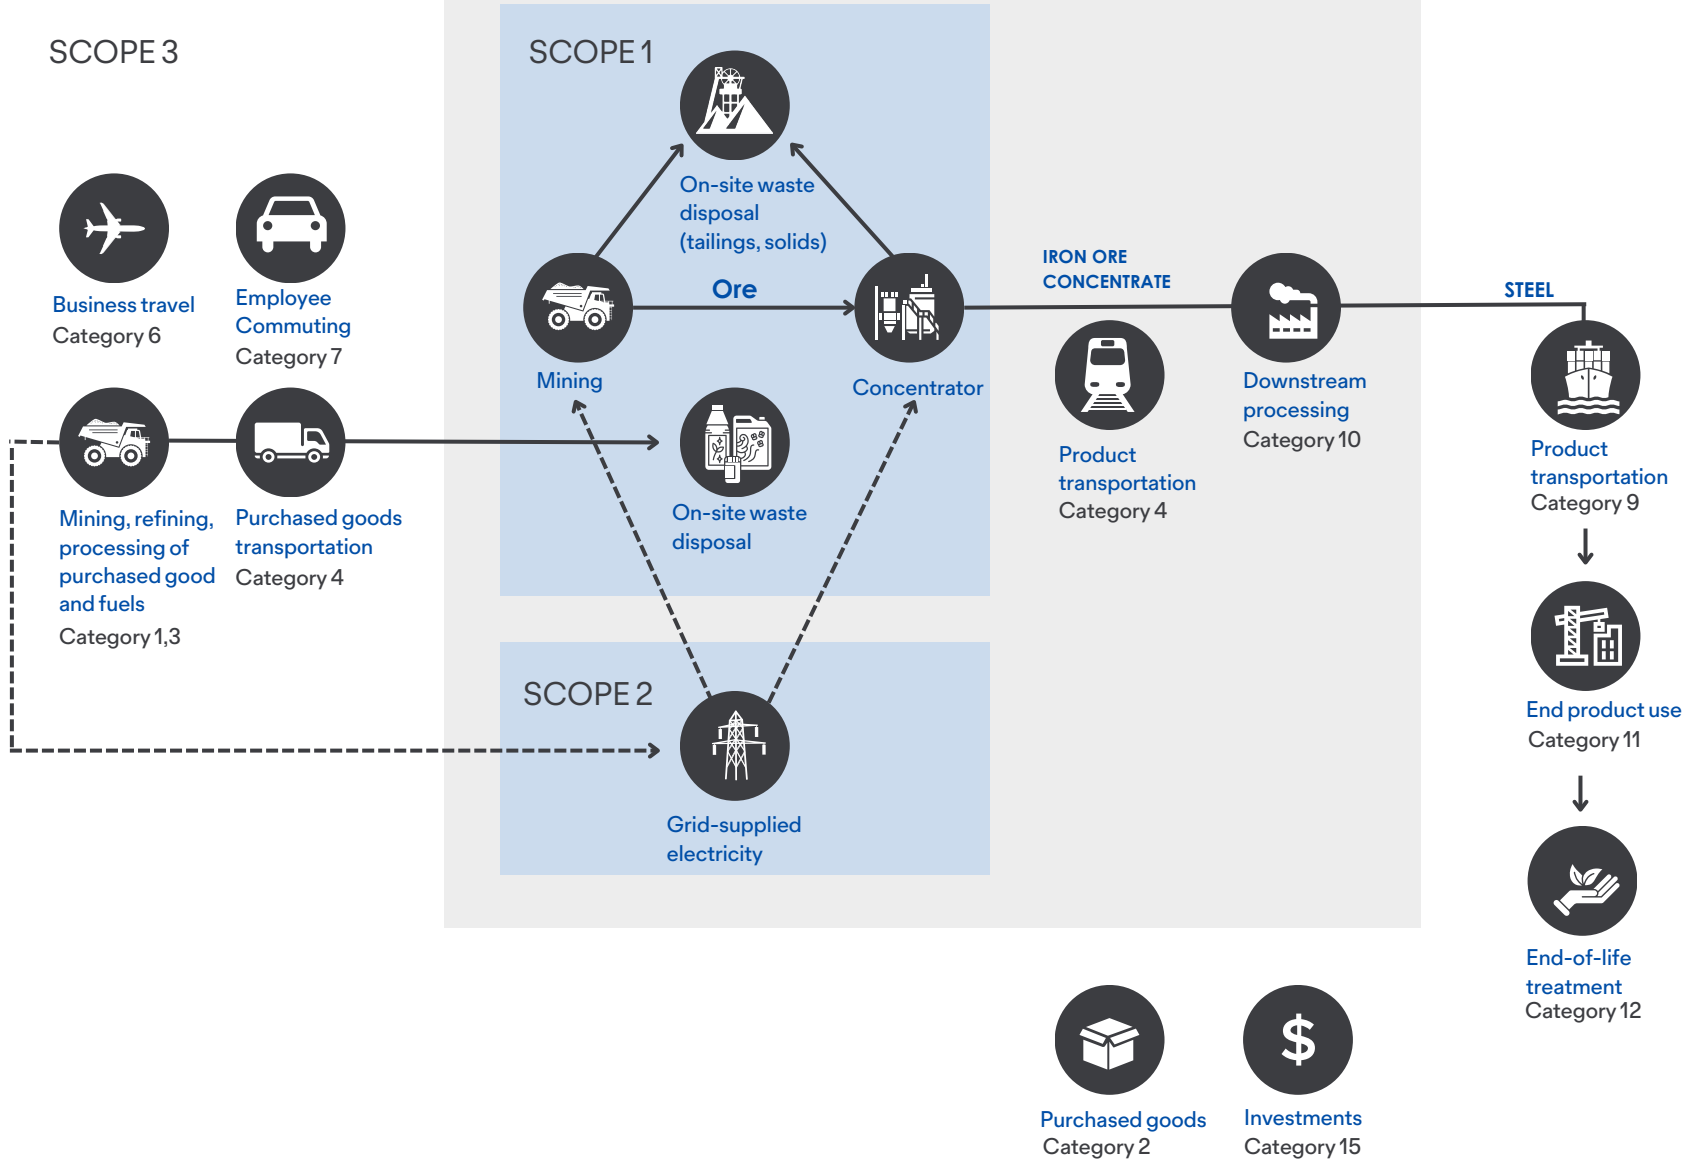 SCOPE 3
SCOPE 1
On-site waste
disposal
(tailings, solids)
Business travel
Category 6
Employee
Commuting
Category 7
Ore
Mining
Concentrator
IRON ORE
CONCENTRATE
STEEL
Product
transportation
Category 4
Downstream
processing
Category 10
Product
transportation
Category 9
Mining, refining,
processing of
purchased good
and fuels
Category 1,3
Purchased goods
transportation
Category 4
On-site waste
disposal
SCOPE 2
Grid-supplied
electricity
End product use
Category 11
End-of-life
treatment
Category 12
Purchased goods
Category 2
$
Investments
Category 15